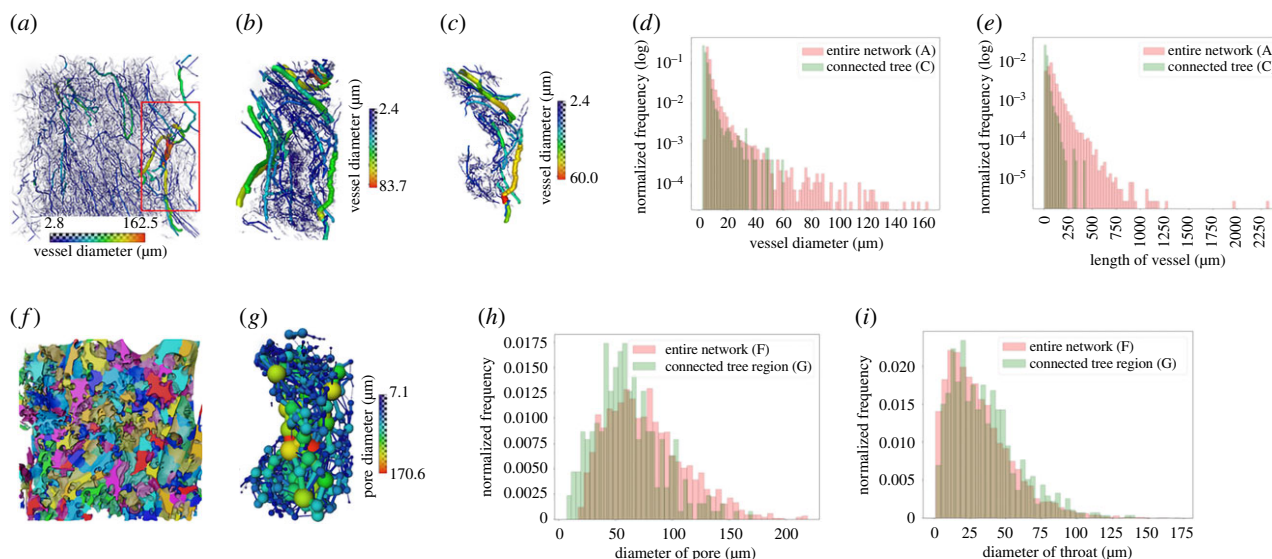 (a)
2.8 162.5
vessel diameter (µm)
(b)
2.4
vessel diameter (µm)
83.7
(c)
2.4
vessel diameter (µm)
60.0
(d)
normalized frequency (log)
10-1
10-2
10-3
10-4
entire network (A)
connected tree (C)
0 20 40 60 80 100 120 140 160
vessel diameter (µm)
(e)
normalized frequency (log)
10-2
10-3
10-4
10-5
entire network (A
connected tree (C
0 250 500 750 1000 1250 1500 1750 2000 2250
length of vessel (µm)
(f)
(g)
7.1
pore diameter (µm)
170.6
(h)
normalized frequency
0.0175
0.0150
0.0125
0.0100
0.0075
0.0050
0.0025
0
entire network (F)
connected tree region (G)
0 50 100 150 200
diameter of pore (µm)
(i)
normalized frequency
0.020
0.015
0.010
0.005
0
entire network (F)
connected tree region (G)
0 25 50 75 100 125 150 175
diameter of throat (µm)